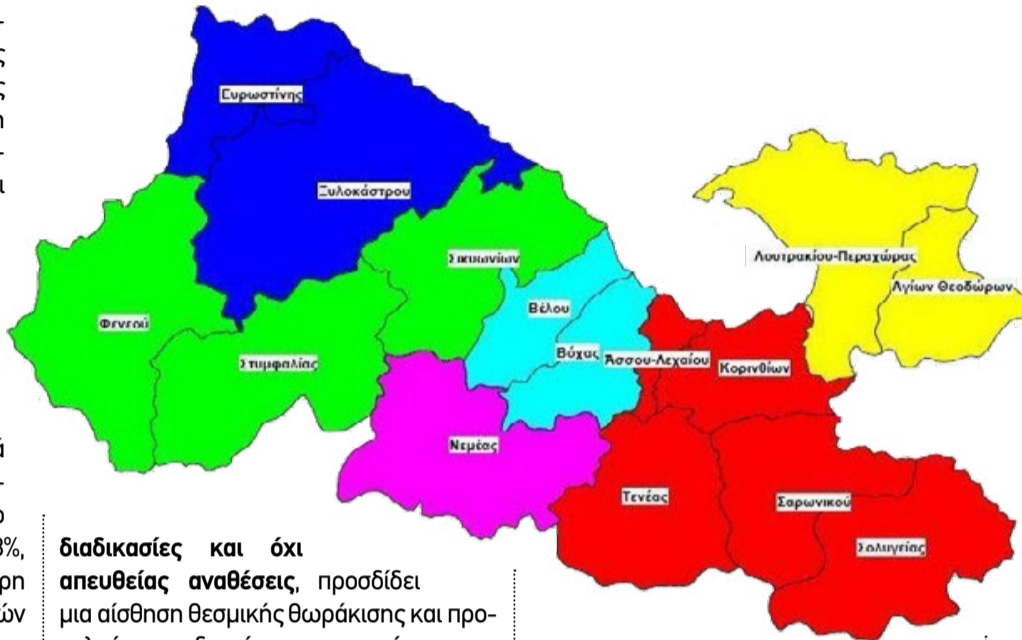 Ευρωστίνης
Ξυλοκάστρου
Σικυωνίων
Λουτρακίου-Περαχώρας
Αγίων Θεοδώρων
Φενεού
Στυμφαλίας
Βέλου
Βόχας
Άσσου-Λεχαίου
Κορινθίων
Νεμέας
Τενέας
Σαρωνικού
Σολυγείας
διαδικασίες και όχι
απευθείας αναθέσεις, προσδίδει
μια αίσθηση θεσμικής θωράκισης και προ-